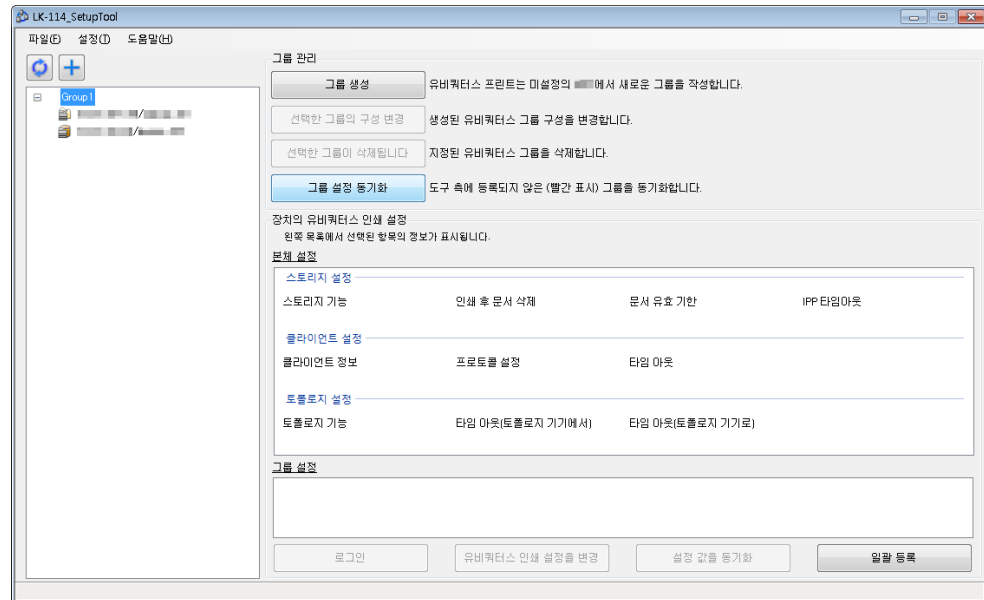 LK-114_SetupTool
파일(F) 설정(T) 도움말(H)
Group1
그룹 관리
그룹 생성 유비쿼터스 프린트는 미설정의 에서 새로운 그룹을 작성합니다.
선택한 그룹의 구성 변경 생성된 유비쿼터스 그룹 구성을 변경합니다.
선택한 그룹이 삭제됩니다 지정된 유비쿼터스 그룹을 삭제합니다.
그룹 설정 동기화 도구 측에 등록되지 않은 (빨간 표시) 그룹을 동기화합니다.
장치의 유비쿼터스 인쇄 설정
왼쪽 목록에서 선택된 항목의 정보가 표시됩니다.
본체 설정
스토리지 설정
스토리지 기능 인쇄 후 문서 삭제 문서 유효 기한 IPP 타임아웃
클라이언트 설정
클라이언트 정보 프로토콜 설정 타임 아웃
토폴로지 설정
토폴로지 기능 타임 아웃(토폴로지 기기에서) 타임 아웃(토폴로지 기기로)
그룹 설정
로그인 유비쿼터스 인쇄 설정을 변경 설정 값을 동기화 일괄 등록